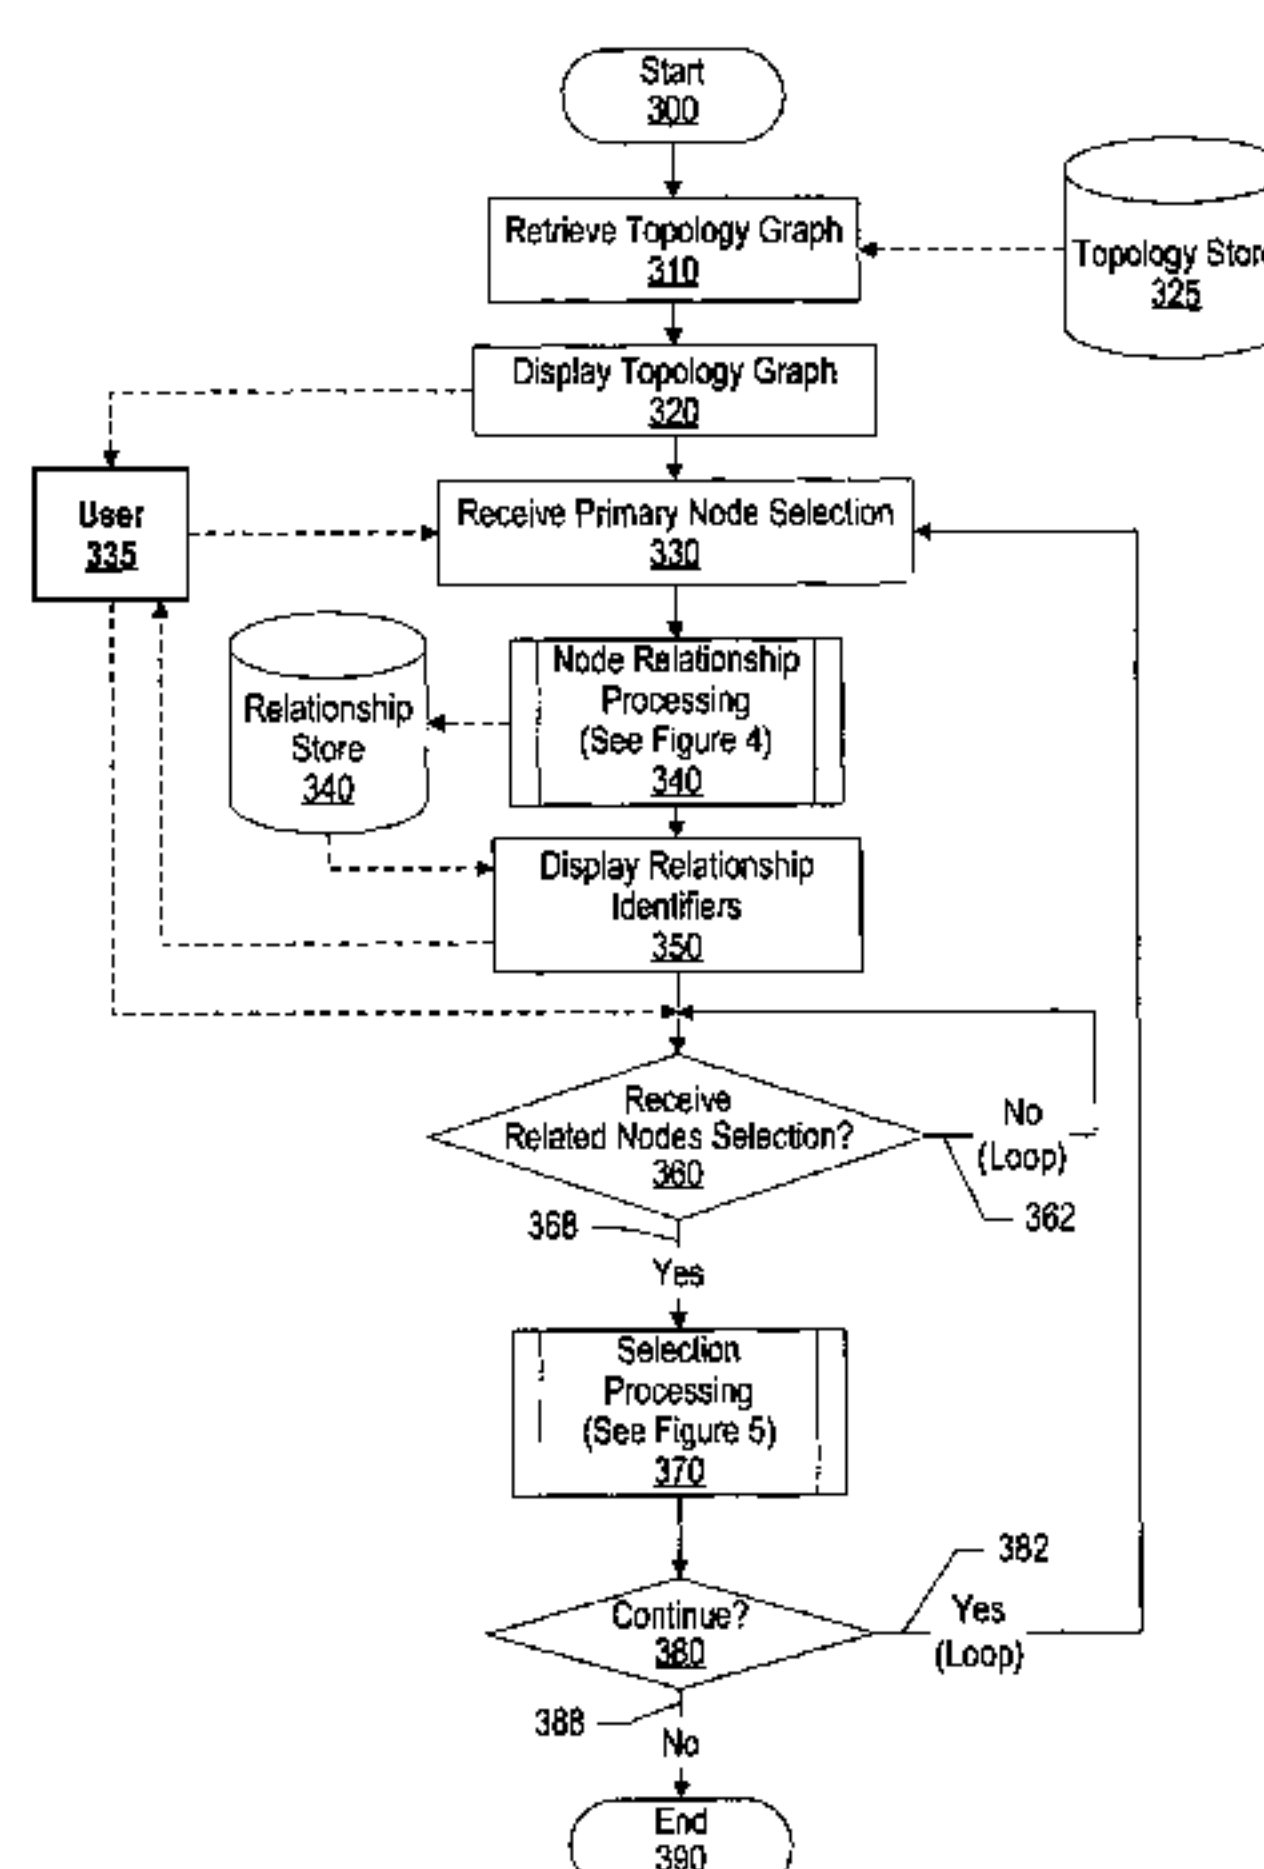 Start
300
Retrieve Topology Graph
310
Topology Store
325
Display Topology Graph
320
User
335
Receive Primary Node Selection
330
Relationship
Store
340
Node Relationship
Processing
(See Figure 4)
340
Display Relationship
Identifiers
350
Receive
Related Nodes Selection?
360
No
(Loop)
362
368
Yes
Selection
Processing
(See Figure 5)
370
382
Continue?
380
Yes
(Loop)
388
No
End
390